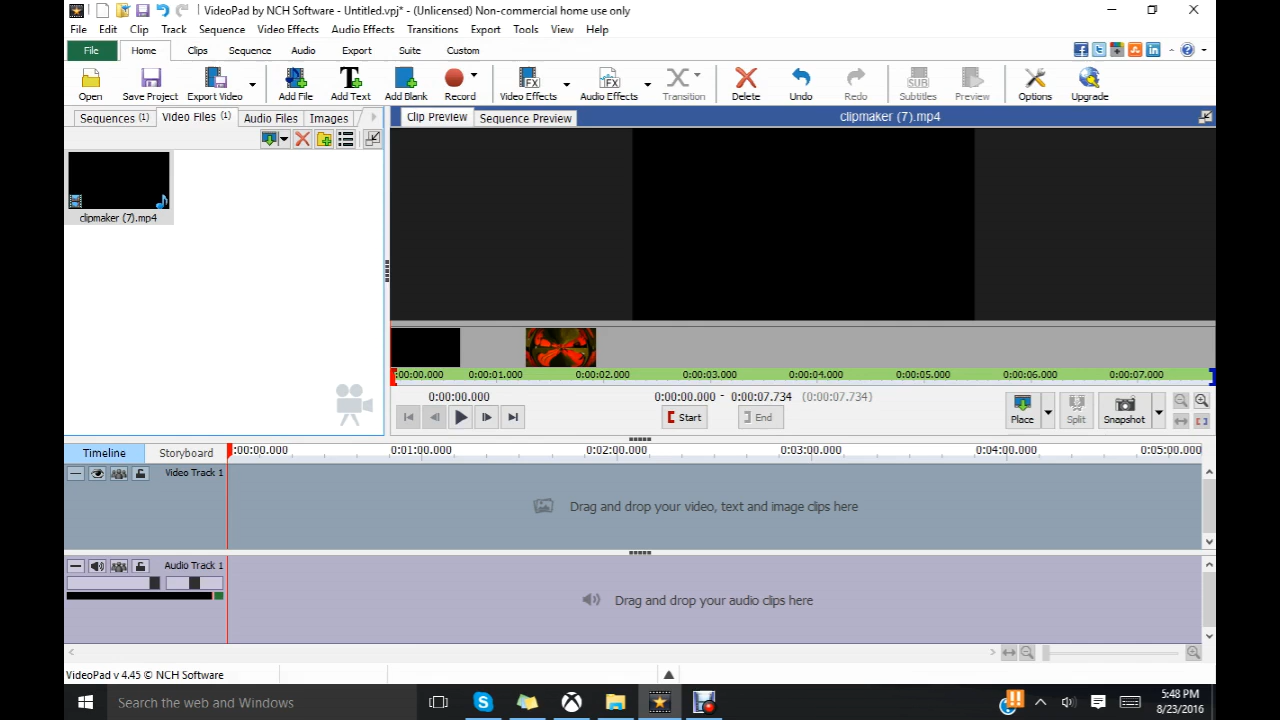 VideoPad by NCH Software - Untitled.vpj* - (Unlicensed) Non-commercial home use only
File Edit Clip Track Sequence Video Effects Audio Effects Transitions Export Tools View Help
File Home Clips Sequence Audio Export Suite Custom
Open Save Project Export Video Add File Add Text Add Blank Record Video Effects Audio Effects Transition Delete Undo Redo Subtitles Preview Options Upgrade
Sequences (1) Video Files (1) Audio Files Images
Clip Preview Sequence Preview clipmaker (7).mp4
clipmaker (7).mp4
:00:00.000 0:00:01.000 0:00:02.000 0:00:03.000 0:00:04.000 0:00:05.000 0:00:06.000 0:00:07.000
0:00:00.000 0:00:00.000 - 0:00:07.734 (0:00:07.734)
Start End Place Split Snapshot
Timeline Storyboard :00:00.000 0:01:00.000 0:02:00.000 0:03:00.000 0:04:00.000 0:05:00.000
Video Track 1
Drag and drop your video, text and image clips here
Audio Track 1
Drag and drop your audio clips here
VideoPad v 4.45 © NCH Software
Search the web and Windows
5:48 PM
8/23/2016